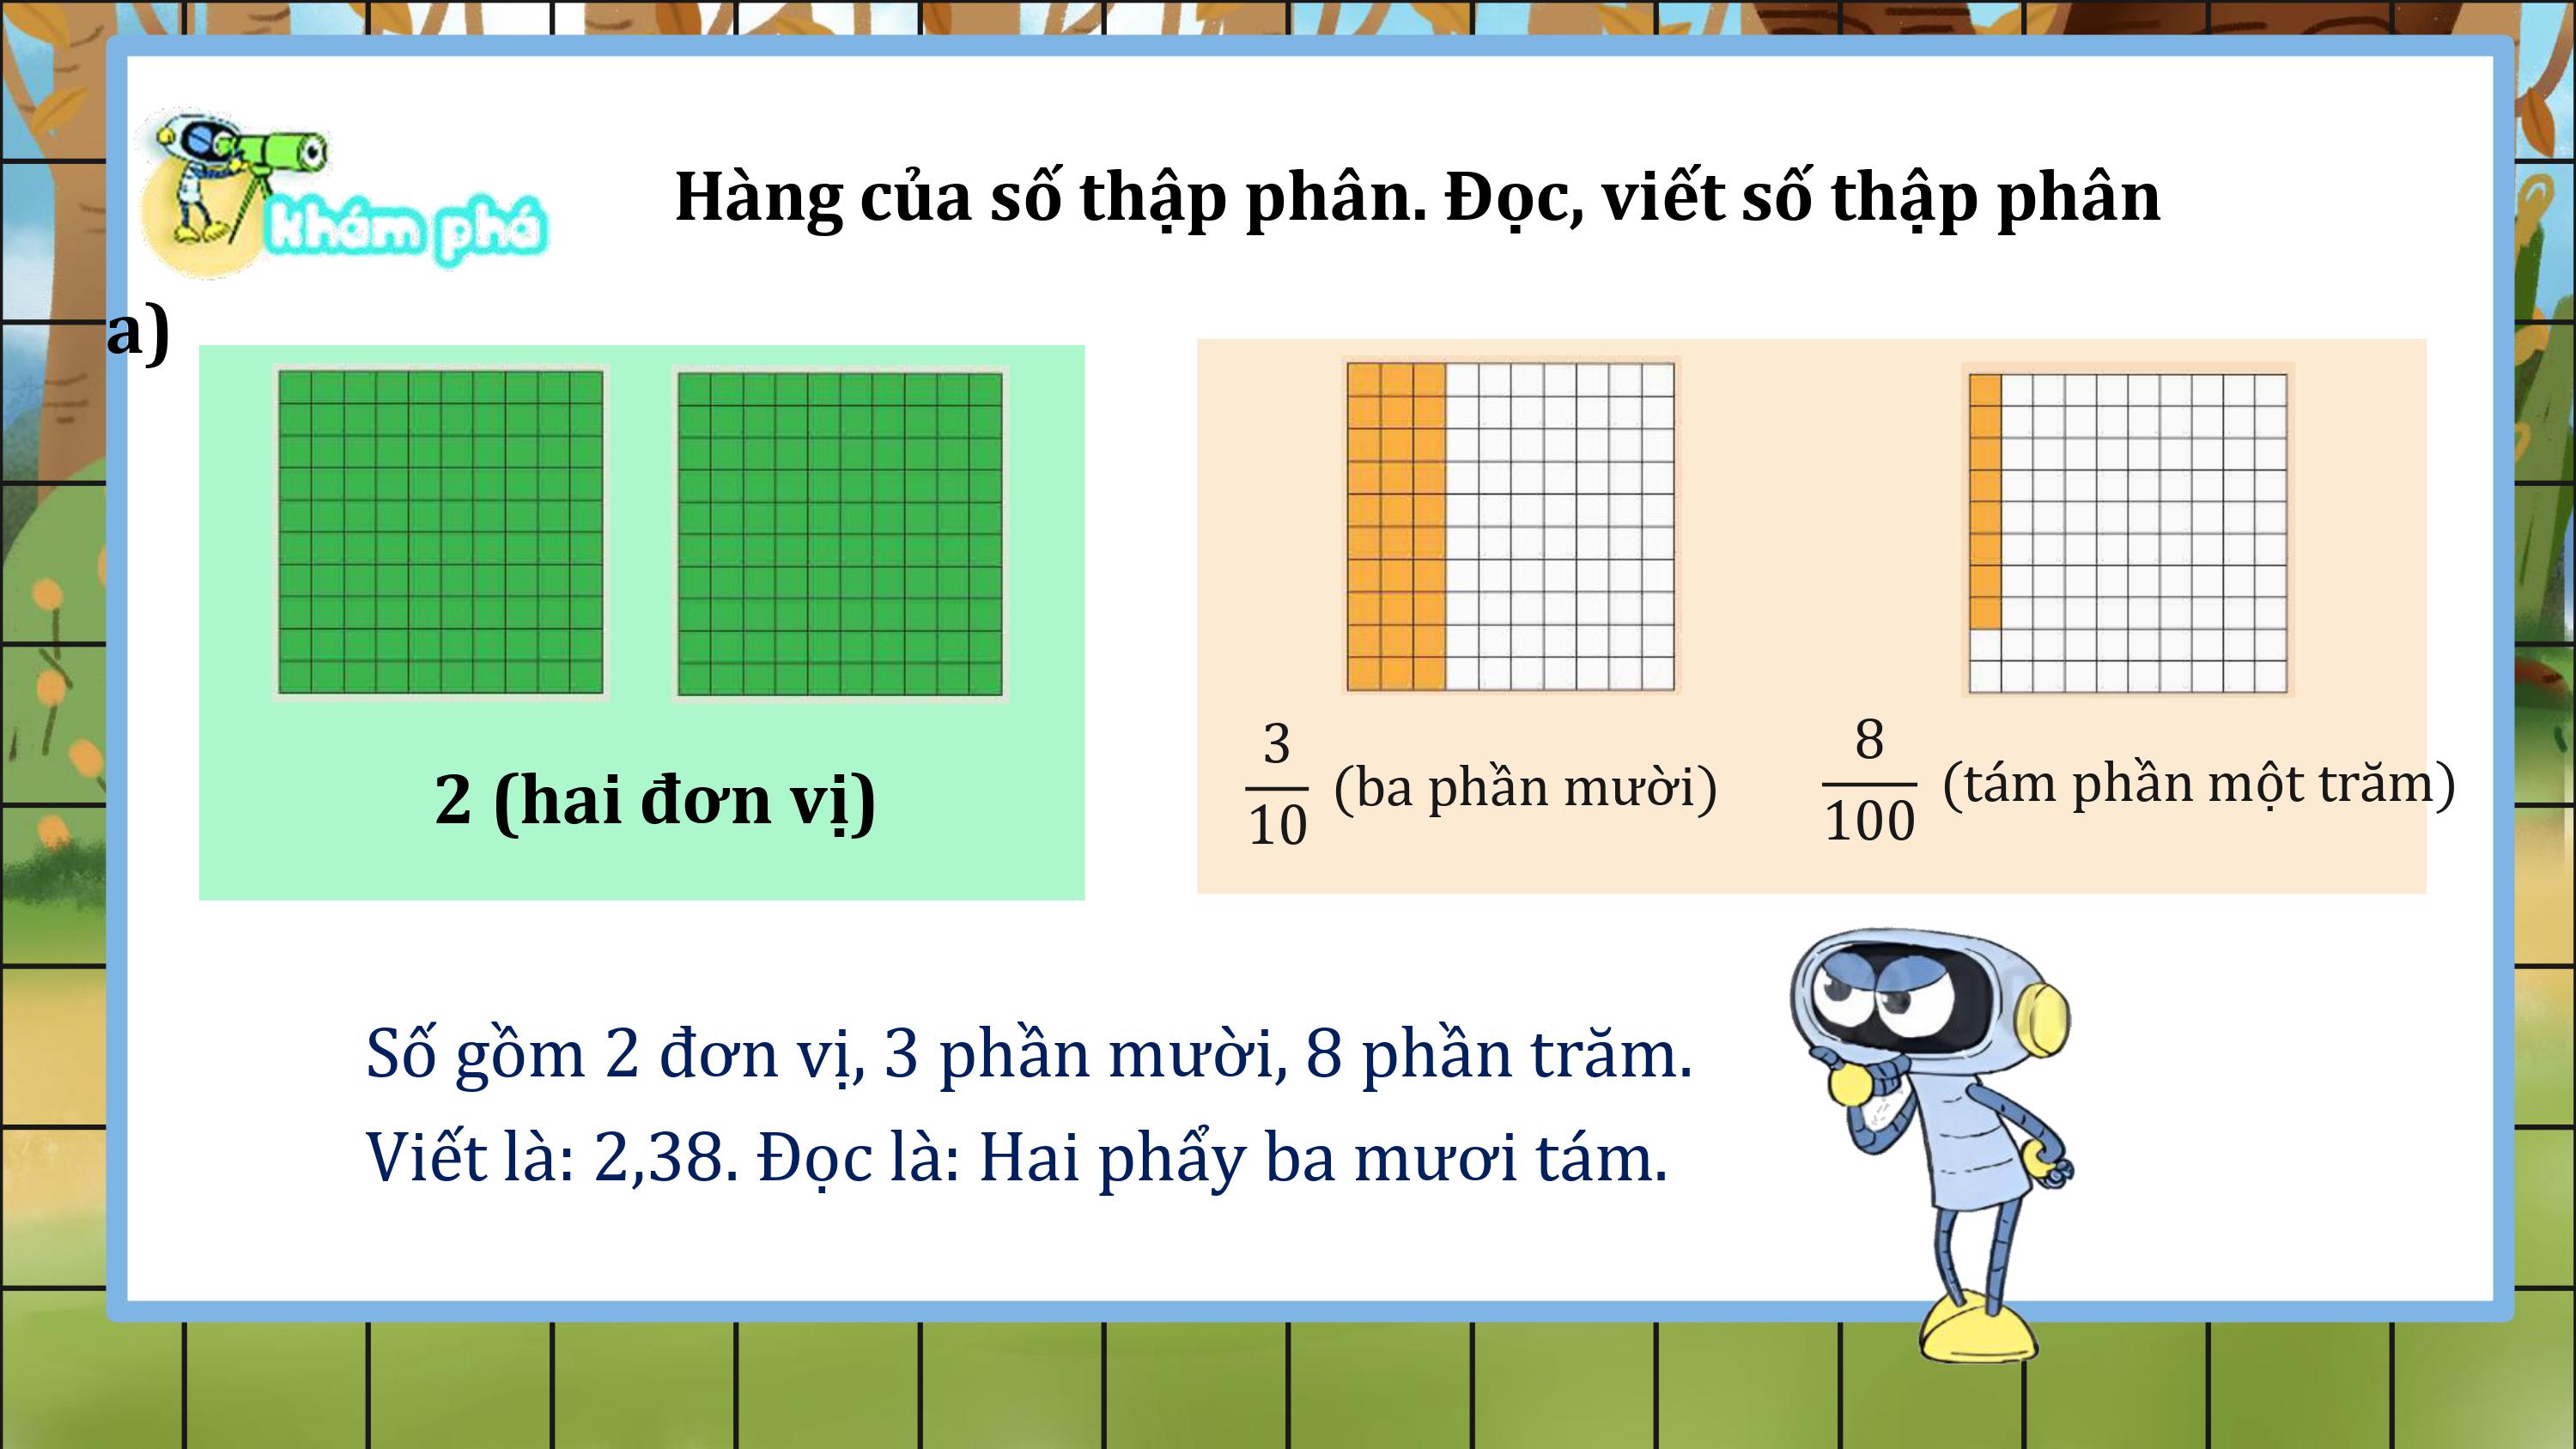 khám phá
Hàng của số thập phân. Đọc, viết số thập phân
a)
2 (hai đơn vị)
3/10 (ba phần mười)
8/100 (tám phần một trăm)
Số gồm 2 đơn vị, 3 phần mười, 8 phần trăm.
Viết là: 2,38. Đọc là: Hai phẩy ba mươi tám.